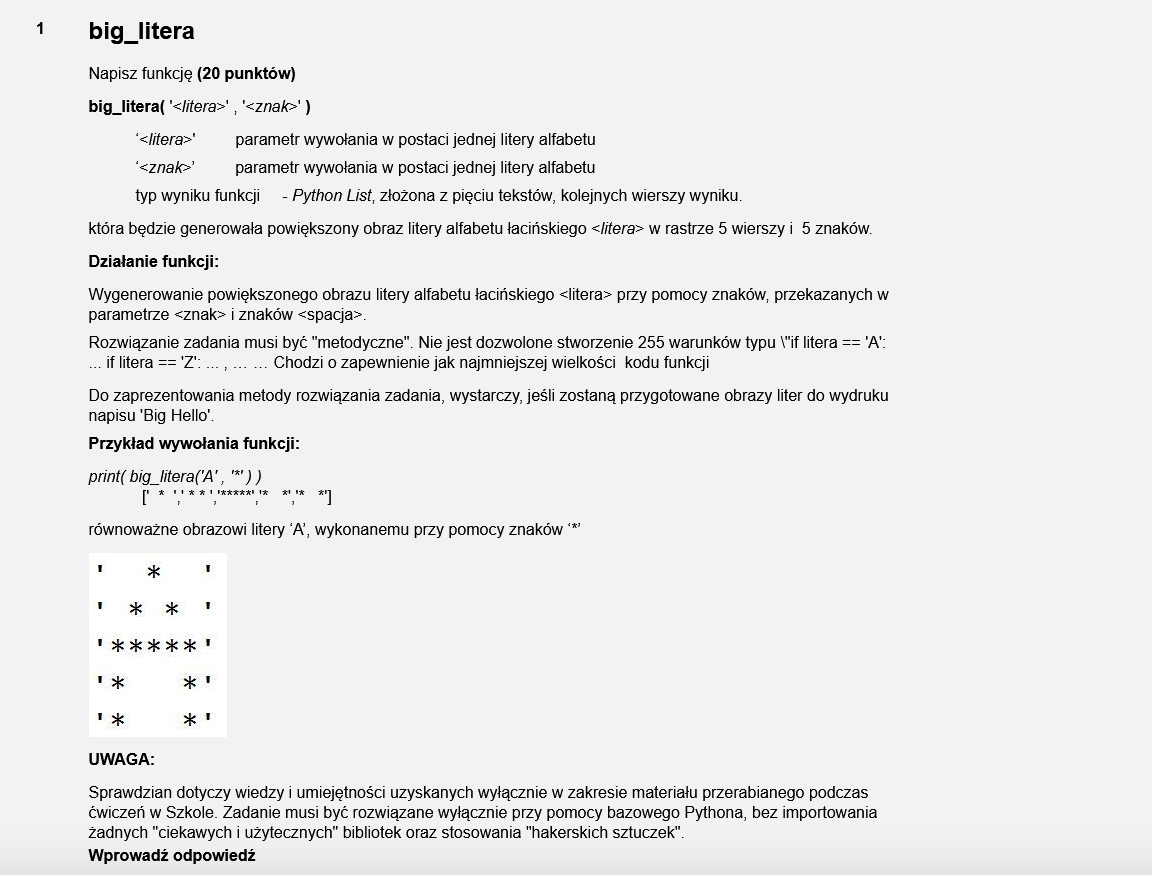 1 big_litera
Napisz funkcję (20 punktów)
big_litera( '<litera>' , '<znak>' )
‘<litera>' parametr wywołania w postaci jednej litery alfabetu
‘<znak>’ parametr wywołania w postaci jednej litery alfabetu
typ wyniku funkcji - Python List, złożona z pięciu tekstów, kolejnych wierszy wyniku.
która będzie generowała powiększony obraz litery alfabetu łacińskiego <litera> w rastrze 5 wierszy i 5 znaków.
Działanie funkcji:
Wygenerowanie powiększonego obrazu litery alfabetu łacińskiego <litera> przy pomocy znaków, przekazanych w
parametrze <znak> i znaków <spacja>.
Rozwiązanie zadania musi być "metodyczne". Nie jest dozwolone stworzenie 255 warunków typu \"if litera == 'A':
... if litera == 'Z': ... , … … Chodzi o zapewnienie jak najmniejszej wielkości kodu funkcji
Do zaprezentowania metody rozwiązania zadania, wystarczy, jeśli zostaną przygotowane obrazy liter do wydruku
napisu 'Big Hello'.
Przykład wywołania funkcji:
print( big_litera('A' , '*' ) )
['  *  ',' * * ','*****','*   *','*   *']
równoważne obrazowi litery ‘A’, wykonanemu przy pomocy znaków ‘*’
'  *  '
' * * '
'*****'
'*   *'
'*   *'
UWAGA:
Sprawdzian dotyczy wiedzy i umiejętności uzyskanych wyłącznie w zakresie materiału przerabianego podczas
ćwiczeń w Szkole. Zadanie musi być rozwiązane wyłącznie przy pomocy bazowego Pythona, bez importowania
żadnych "ciekawych i użytecznych" bibliotek oraz stosowania "hakerskich sztuczek".
Wprowadź odpowiedź